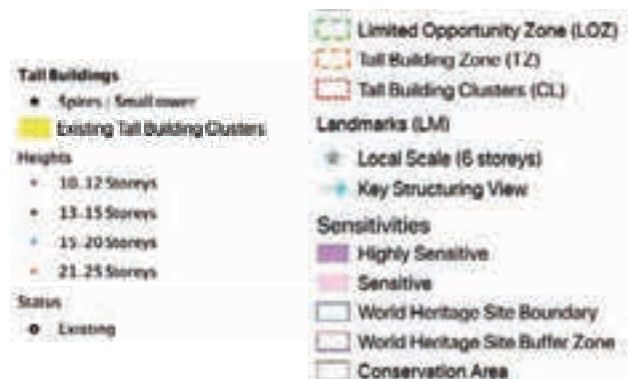 Tall Buildings
Spires / Small tower
Existing Tall Building Clusters
Heights
10..12 Storeys
13..15 Storeys
15..20 Storeys
21..25 Storeys
Status
Existing
Limited Opportunity Zone (LOZ)
Tall Building Zone (TZ)
Tall Building Clusters (CL)
Landmarks (LM)
Local Scale (6 storeys)
Key Structuring View
Sensitivities
Highly Sensitive
Sensitive
World Heritage Site Boundary
World Heritage Site Buffer Zone
Conservation Area